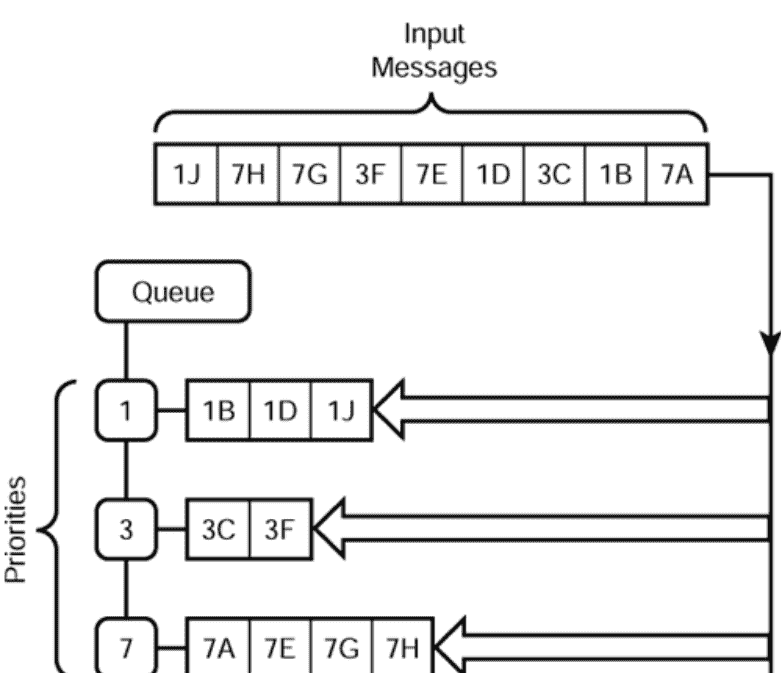 Input
Messages
1J 7H 7G 3F 7E 1D 3C 1B 7A
Queue
Priorities
1 1B 1D 1J
3 3C 3F
7 7A 7E 7G 7H